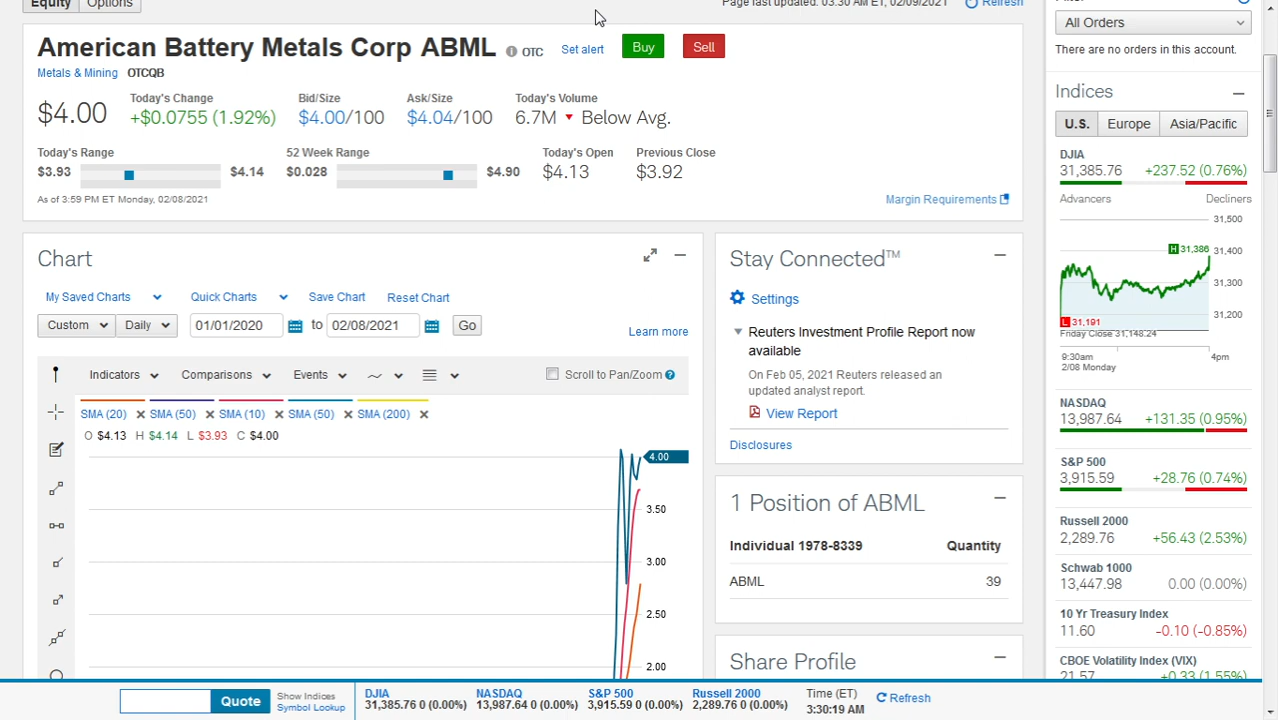 Equity Options
Page last updated: 03:30 AM ET, 02/09/2021 Refresh
American Battery Metals Corp ABML OTC Set alert Buy Sell
Metals & Mining OTCQB
$4.00
Today's Change
+$0.0755 (1.92%)
Bid/Size
$4.00/100
Ask/Size
$4.04/100
Today's Volume
6.7M Below Avg.
Today's Range
$3.93 $4.14
52 Week Range
$0.028 $4.90
Today's Open
$4.13
Previous Close
$3.92
As of 3:59 PM ET Monday, 02/08/2021
Margin Requirements
Chart
My Saved Charts Quick Charts Save Chart Reset Chart
Custom Daily 01/01/2020 to 02/08/2021 Go
Learn more
Indicators Comparisons Events Scroll to Pan/Zoom ?
SMA (20) SMA (50) SMA (10) SMA (50) SMA (200)
O $4.13 H $4.14 L $3.93 C $4.00
4.00
3.50
3.00
2.50
2.00
Stay Connected™
Settings
Reuters Investment Profile Report now
available
On Feb 05, 2021 Reuters released an
updated analyst report.
View Report
Disclosures
1 Position of ABML
Individual 1978-8339 Quantity
ABML 39
Share Profile
All Orders
There are no orders in this account.
Indices
U.S. Europe Asia/Pacific
DJIA
31,385.76 +237.52 (0.76%)
Advancers Decliners
31,500
H 31,386 31,400
31,300
31,200
L 31,191
Friday Close 31,148.24
9:30am 4pm
2/08 Monday
NASDAQ
13,987.64 +131.35 (0.95%)
S&P 500
3,915.59 +28.76 (0.74%)
Russell 2000
2,289.76 +56.43 (2.53%)
Schwab 1000
13,447.98 0.00 (0.00%)
10 Yr Treasury Index
11.60 -0.10 (-0.85%)
CBOE Volatility Index (VIX)
21.57 +0.33 (1.55%)
Quote
Show Indices
Symbol Lookup
DJIA
31,385.76 0 (0.00%)
NASDAQ
13,987.64 0 (0.00%)
S&P 500
3,915.59 0 (0.00%)
Russell 2000
2,289.76 0 (0.00%)
Time (ET)
3:30:19 AM
Refresh